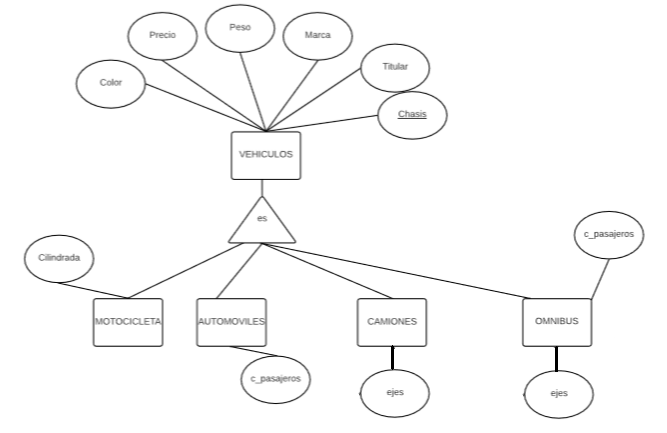 Peso
Precio
Marca
Titular
Color
Chasis
VEHICULOS
es
c_pasajeros
Cilindrada
MOTOCICLETA
AUTOMOVILES
CAMIONES
OMNIBUS
c_pasajeros
ejes
ejes